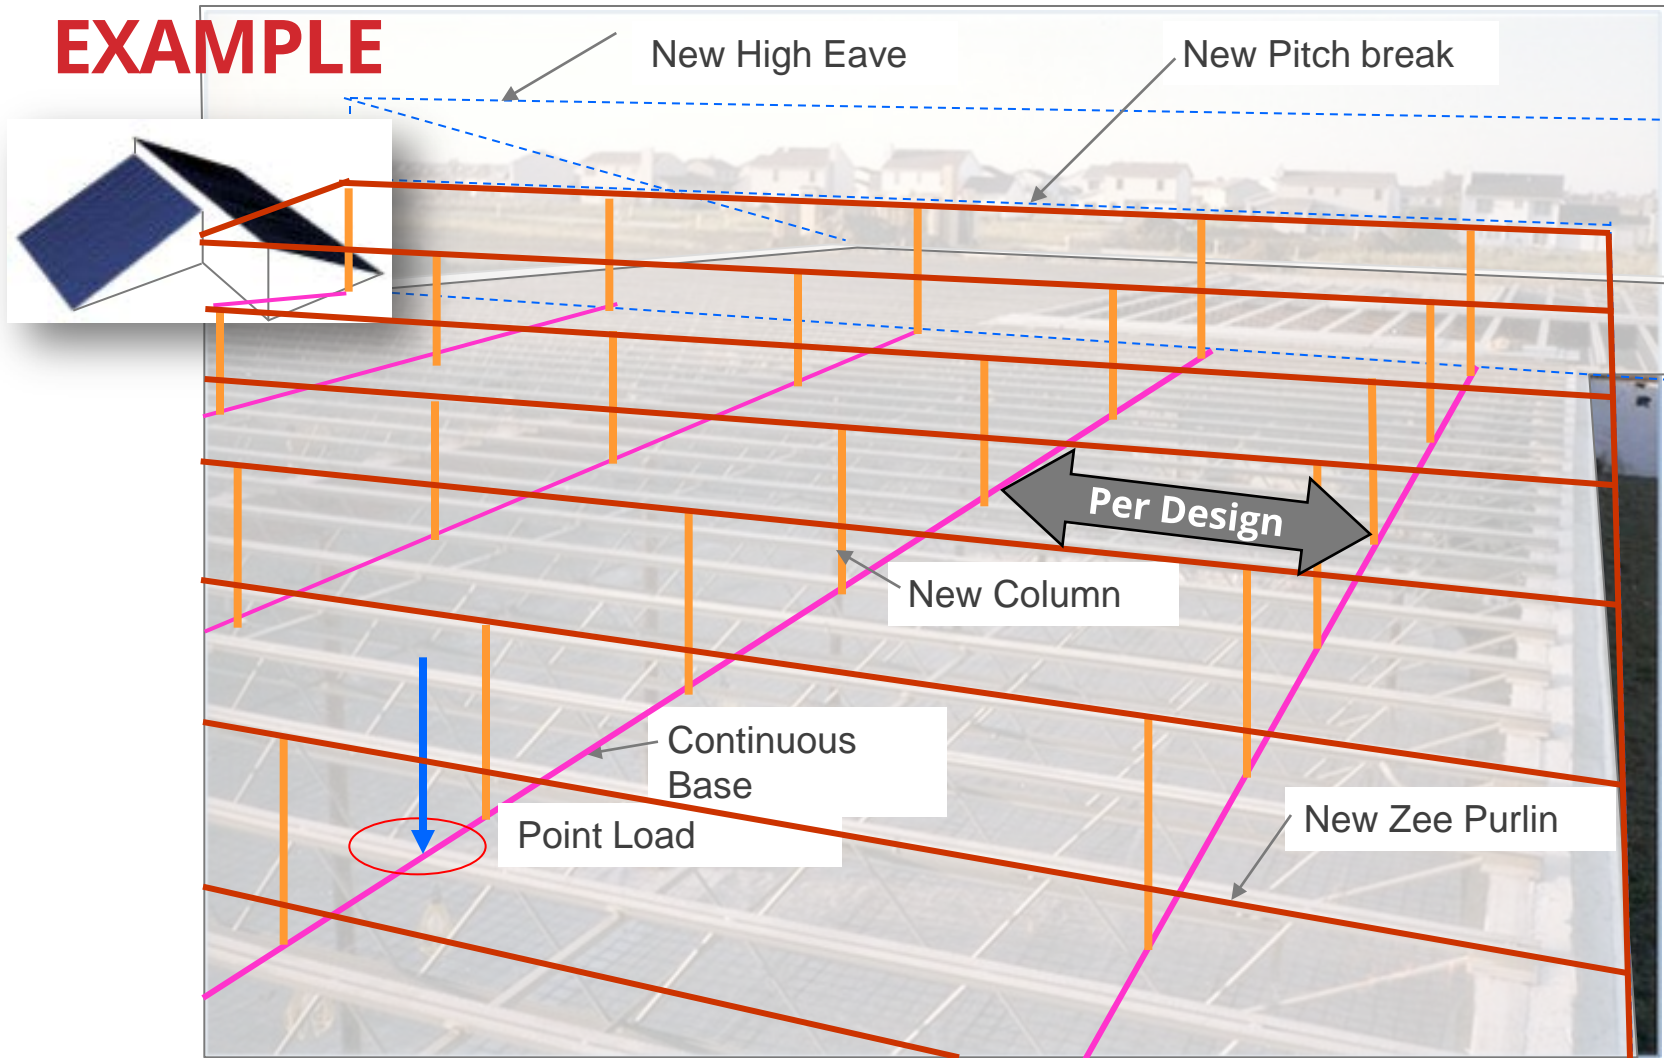 EXAMPLE
New High Eave
New Pitch break
Per Design
New Column
Continuous
Base
Point Load
New Zee Purlin